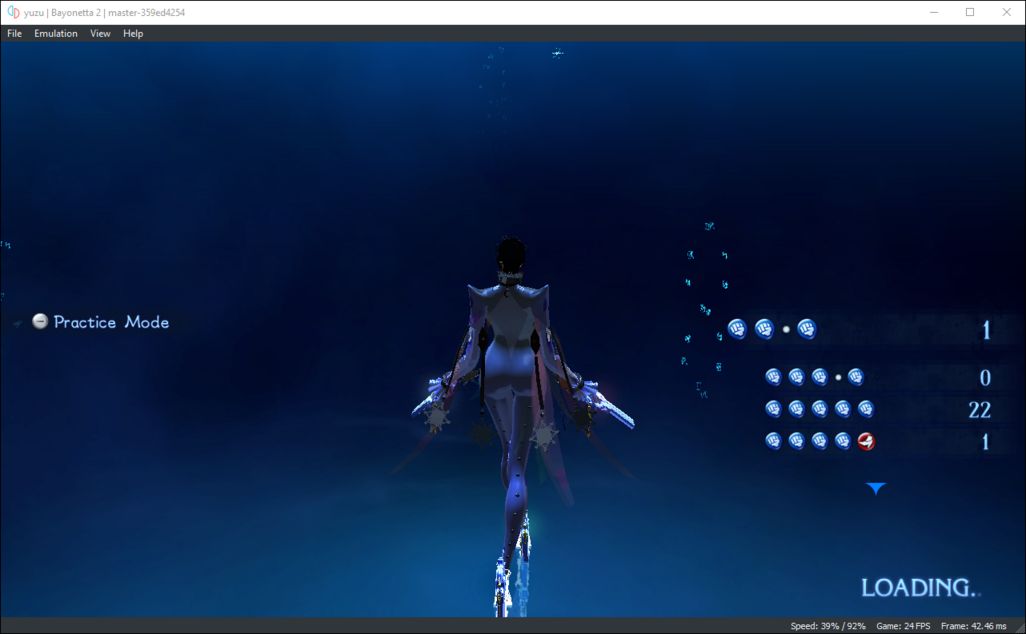 yuzu | Bayonetta 2 | master-359ed4254
File Emulation View Help
Practice Mode
1
0
22
1
LOADING..
Speed: 39% / 92% Game: 24 FPS Frame: 42.46 ms